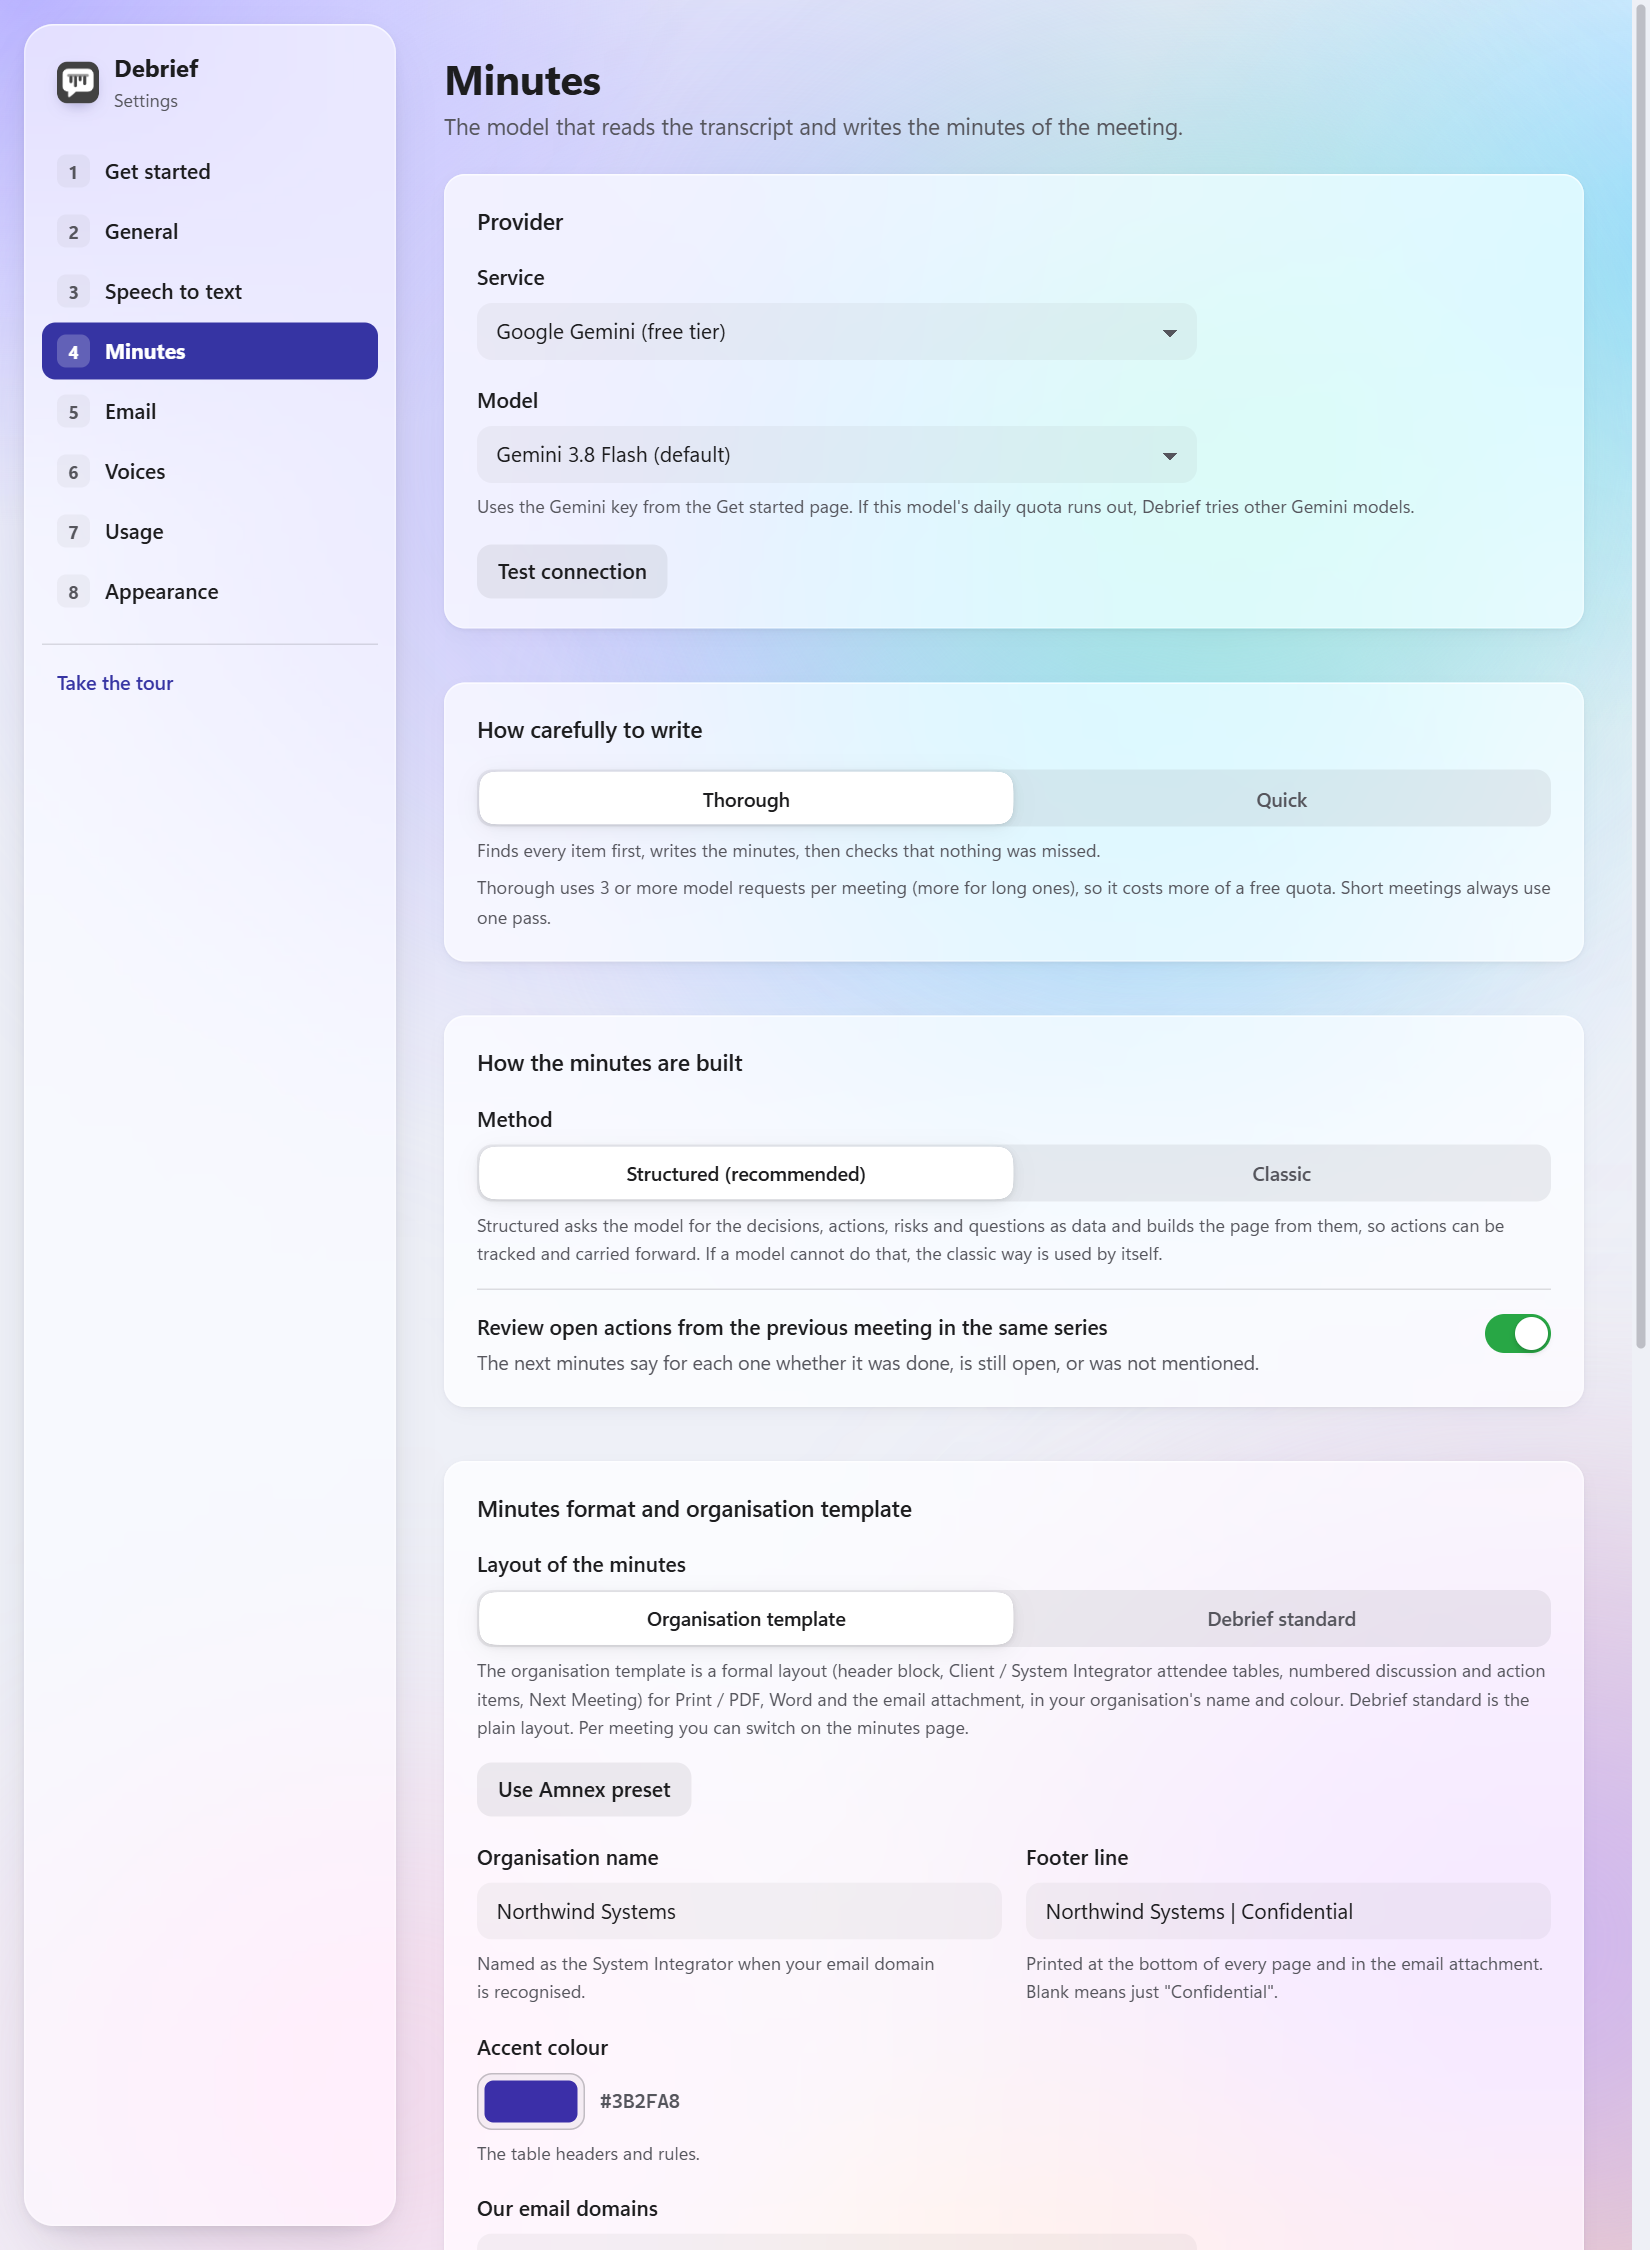 Debrief
Settings
1 Get started
2 General
3 Speech to text
4 Minutes
5 Email
6 Voices
7 Usage
8 Appearance
Take the tour
Minutes
The model that reads the transcript and writes the minutes of the meeting.
Provider
Service
Google Gemini (free tier)
Model
Gemini 3.8 Flash (default)
Uses the Gemini key from the Get started page. If this model's daily quota runs out, Debrief tries other Gemini models.
Test connection
How carefully to write
Thorough
Quick
Finds every item first, writes the minutes, then checks that nothing was missed.
Thorough uses 3 or more model requests per meeting (more for long ones), so it costs more of a free quota. Short meetings always use
one pass.
How the minutes are built
Method
Structured (recommended)
Classic
Structured asks the model for the decisions, actions, risks and questions as data and builds the page from them, so actions can be
tracked and carried forward. If a model cannot do that, the classic way is used by itself.
Review open actions from the previous meeting in the same series
The next minutes say for each one whether it was done, is still open, or was not mentioned.
Minutes format and organisation template
Layout of the minutes
Organisation template
Debrief standard
The organisation template is a formal layout (header block, Client / System Integrator attendee tables, numbered discussion and action
items, Next Meeting) for Print / PDF, Word and the email attachment, in your organisation's name and colour. Debrief standard is the
plain layout. Per meeting you can switch on the minutes page.
Use Amnex preset
Organisation name
Northwind Systems
Named as the System Integrator when your email domain
is recognised.
Footer line
Northwind Systems | Confidential
Printed at the bottom of every page and in the email attachment.
Blank means just "Confidential".
Accent colour
#3B2FA8
The table headers and rules.
Our email domains